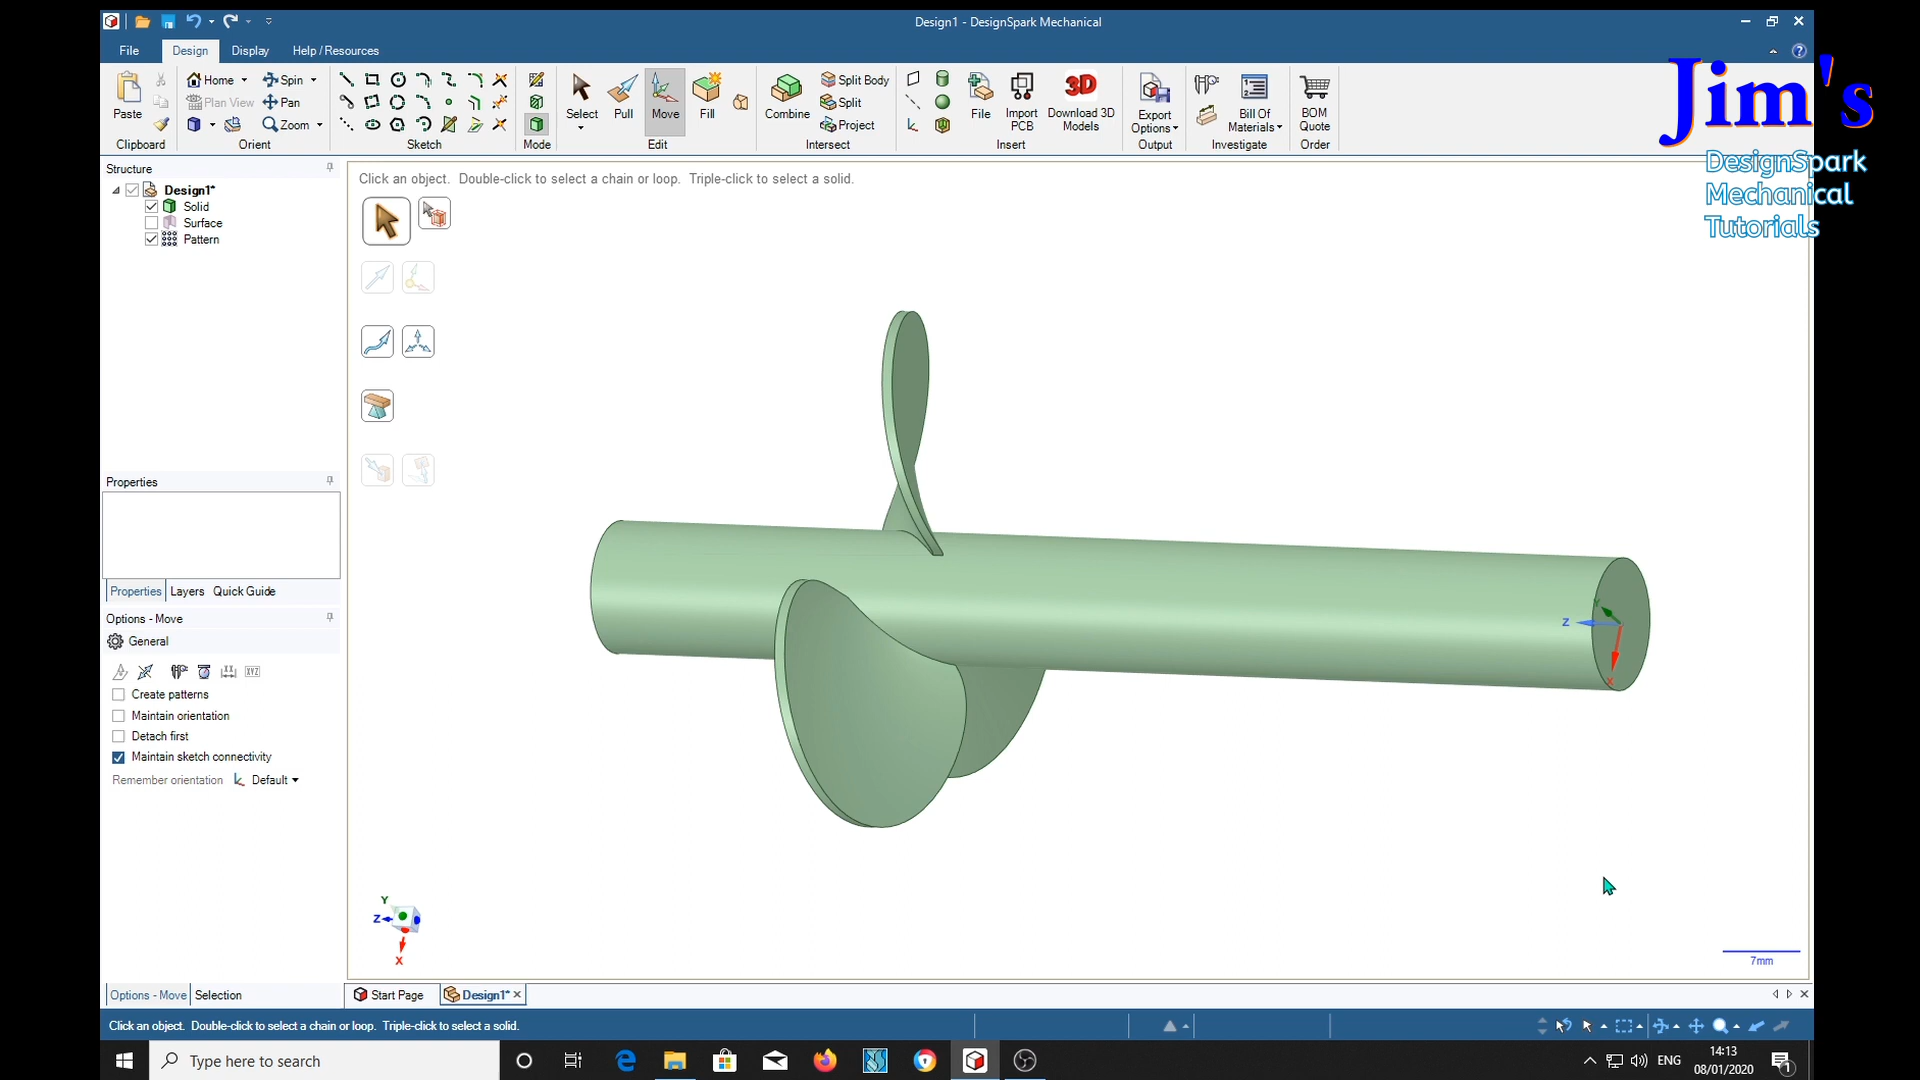 Design1 - DesignSpark Mechanical
File Design Display Help / Resources
Jim's
DesignSpark
Mechanical
Tutorials
Paste
Clipboard
Home Spin
Plan View Pan
Zoom
Orient
Sketch
Mode
Select Pull Move Fill
Edit
Combine
Split Body
Split
Project
Intersect
File
Import PCB
Download 3D Models
3D
Insert
Export Options
Output
Bill Of Materials
Investigate
BOM Quote
Order
Structure
Design1*
Solid
Surface
Pattern
Click an object. Double-click to select a chain or loop. Triple-click to select a solid.
Properties
Properties Layers Quick Guide
Options - Move
General
XYZ
Create patterns
Maintain orientation
Detach first
Maintain sketch connectivity
Remember orientation Default
Y
Z
X
Y
Z
X
7mm
Options - Move Selection
Start Page Design1*
Click an object. Double-click to select a chain or loop. Triple-click to select a solid.
Type here to search
ENG
14:13
08/01/2020
1